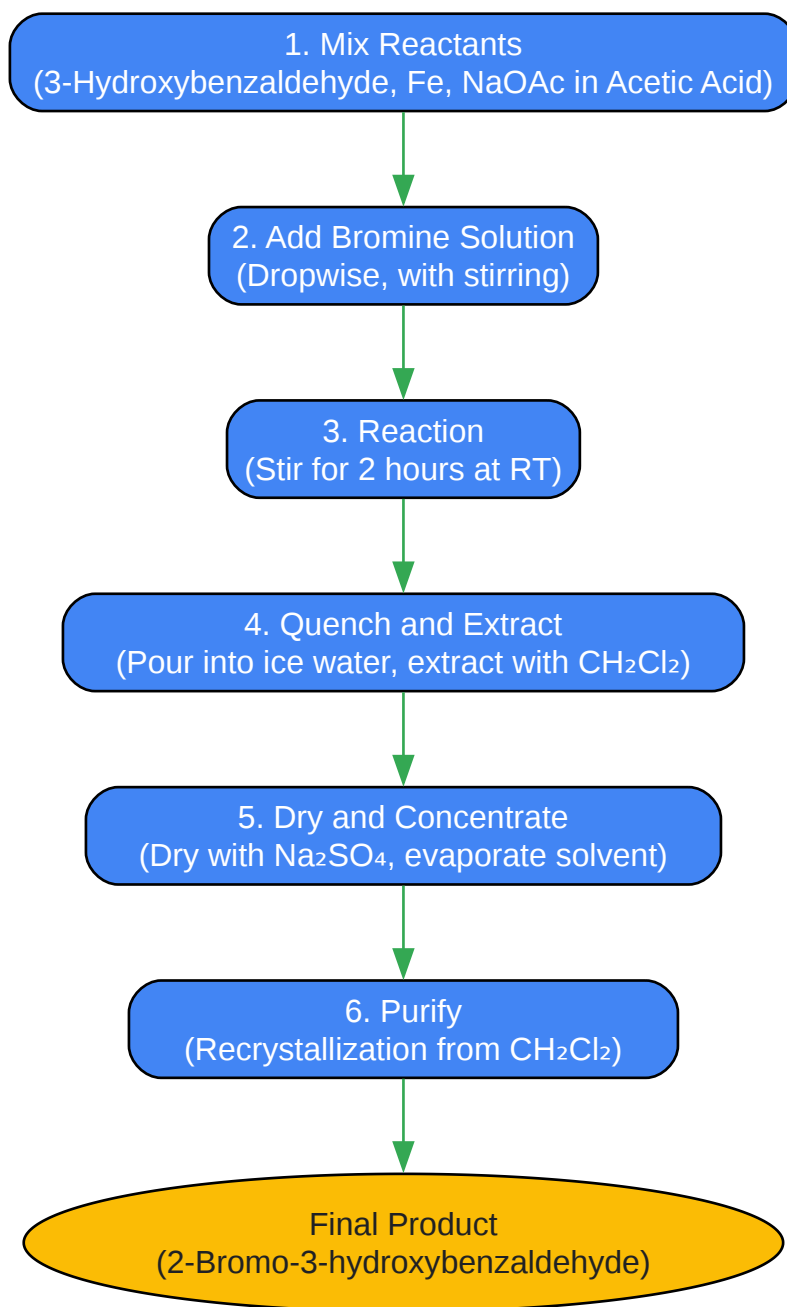 1. Mix Reactants
(3-Hydroxybenzaldehyde, Fe, NaOAc in Acetic Acid)
2. Add Bromine Solution
(Dropwise, with stirring)
3. Reaction
(Stir for 2 hours at RT)
4. Quench and Extract
(Pour into ice water, extract with CH₂Cl₂)
5. Dry and Concentrate
(Dry with Na₂SO₄, evaporate solvent)
6. Purify
(Recrystallization from CH₂Cl₂)
Final Product
(2-Bromo-3-hydroxybenzaldehyde)